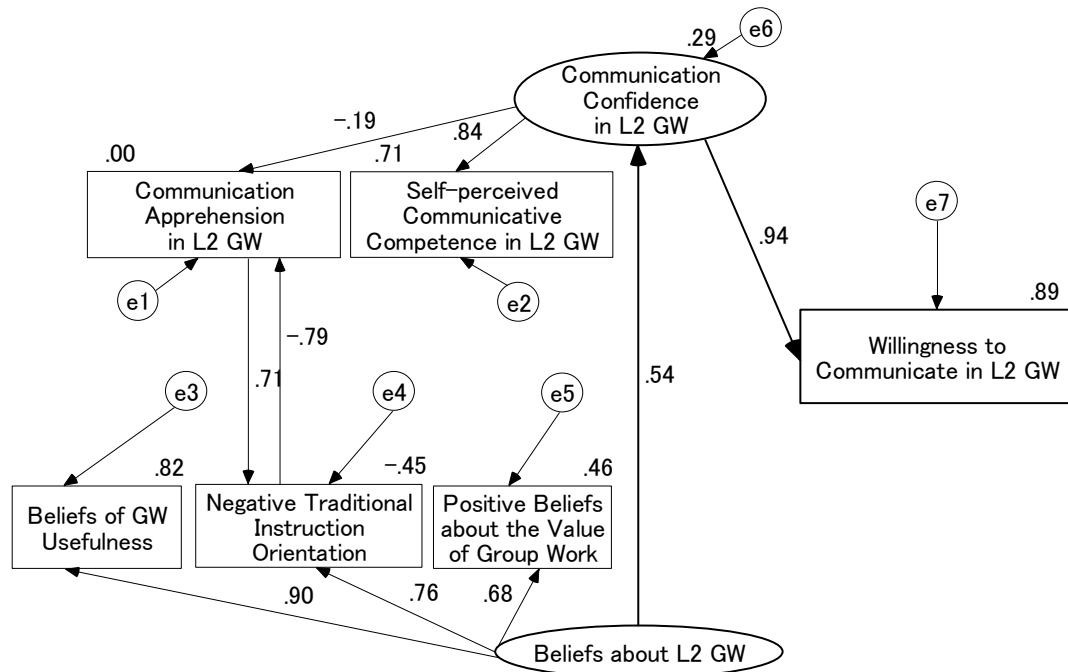 e6
.29
Communication
Confidence
in L2 GW
−.19
.84
.00
.71
Communication
Apprehension
in L2 GW
Self-perceived
Communicative
Competence in L2 GW
e7
.94
e1
e2
.89
−.79
Willingness to
Communicate in L2 GW
.71
.54
e3
e4
e5
.82
−.45
.46
Beliefs of GW
Usefulness
Negative Traditional
Instruction
Orientation
Positive Beliefs
about the Value
of Group Work
.90
.76
.68
Beliefs about L2 GW